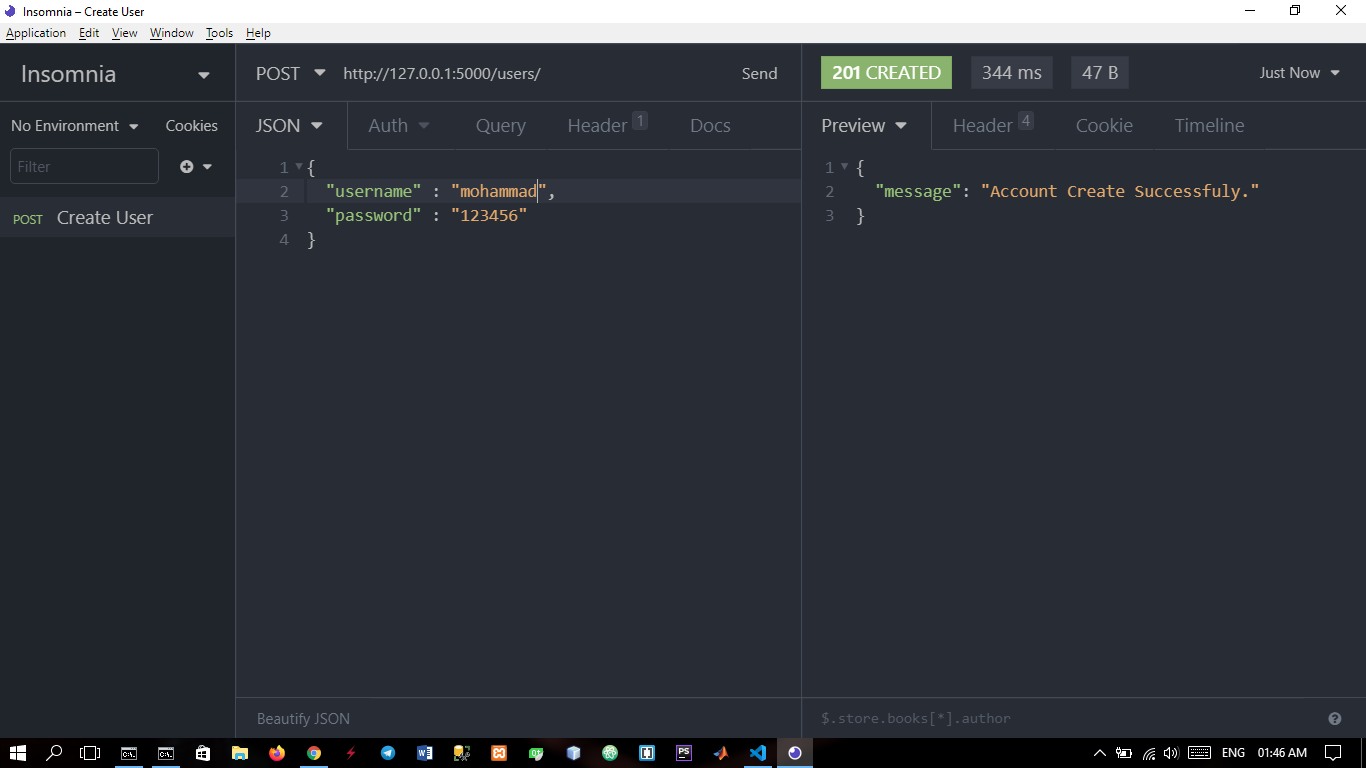 Insomnia – Create User
Application Edit View Window Tools Help
Insomnia
POST http://127.0.0.1:5000/users/ Send
201 CREATED 344 ms 47 B Just Now
No Environment Cookies
JSON Auth Query Header 1 Docs
Preview Header 4 Cookie Timeline
Filter
POST Create User
1 {
2 "username" : "mohammad",
3 "password" : "123456"
4 }
1 {
2 "message": "Account Create Successfuly."
3 }
Beautify JSON
$.store.books[*].author
ENG 01:46 AM